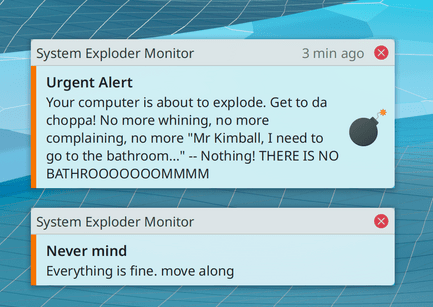 System Exploder Monitor 3 min ago
Urgent Alert
Your computer is about to explode. Get to da
choppa! No more whining, no more
complaining, no more "Mr Kimball, I need to
go to the bathroom..." -- Nothing! THERE IS NO
BATHROOOOOOOMMMM
System Exploder Monitor
Never mind
Everything is fine. move along